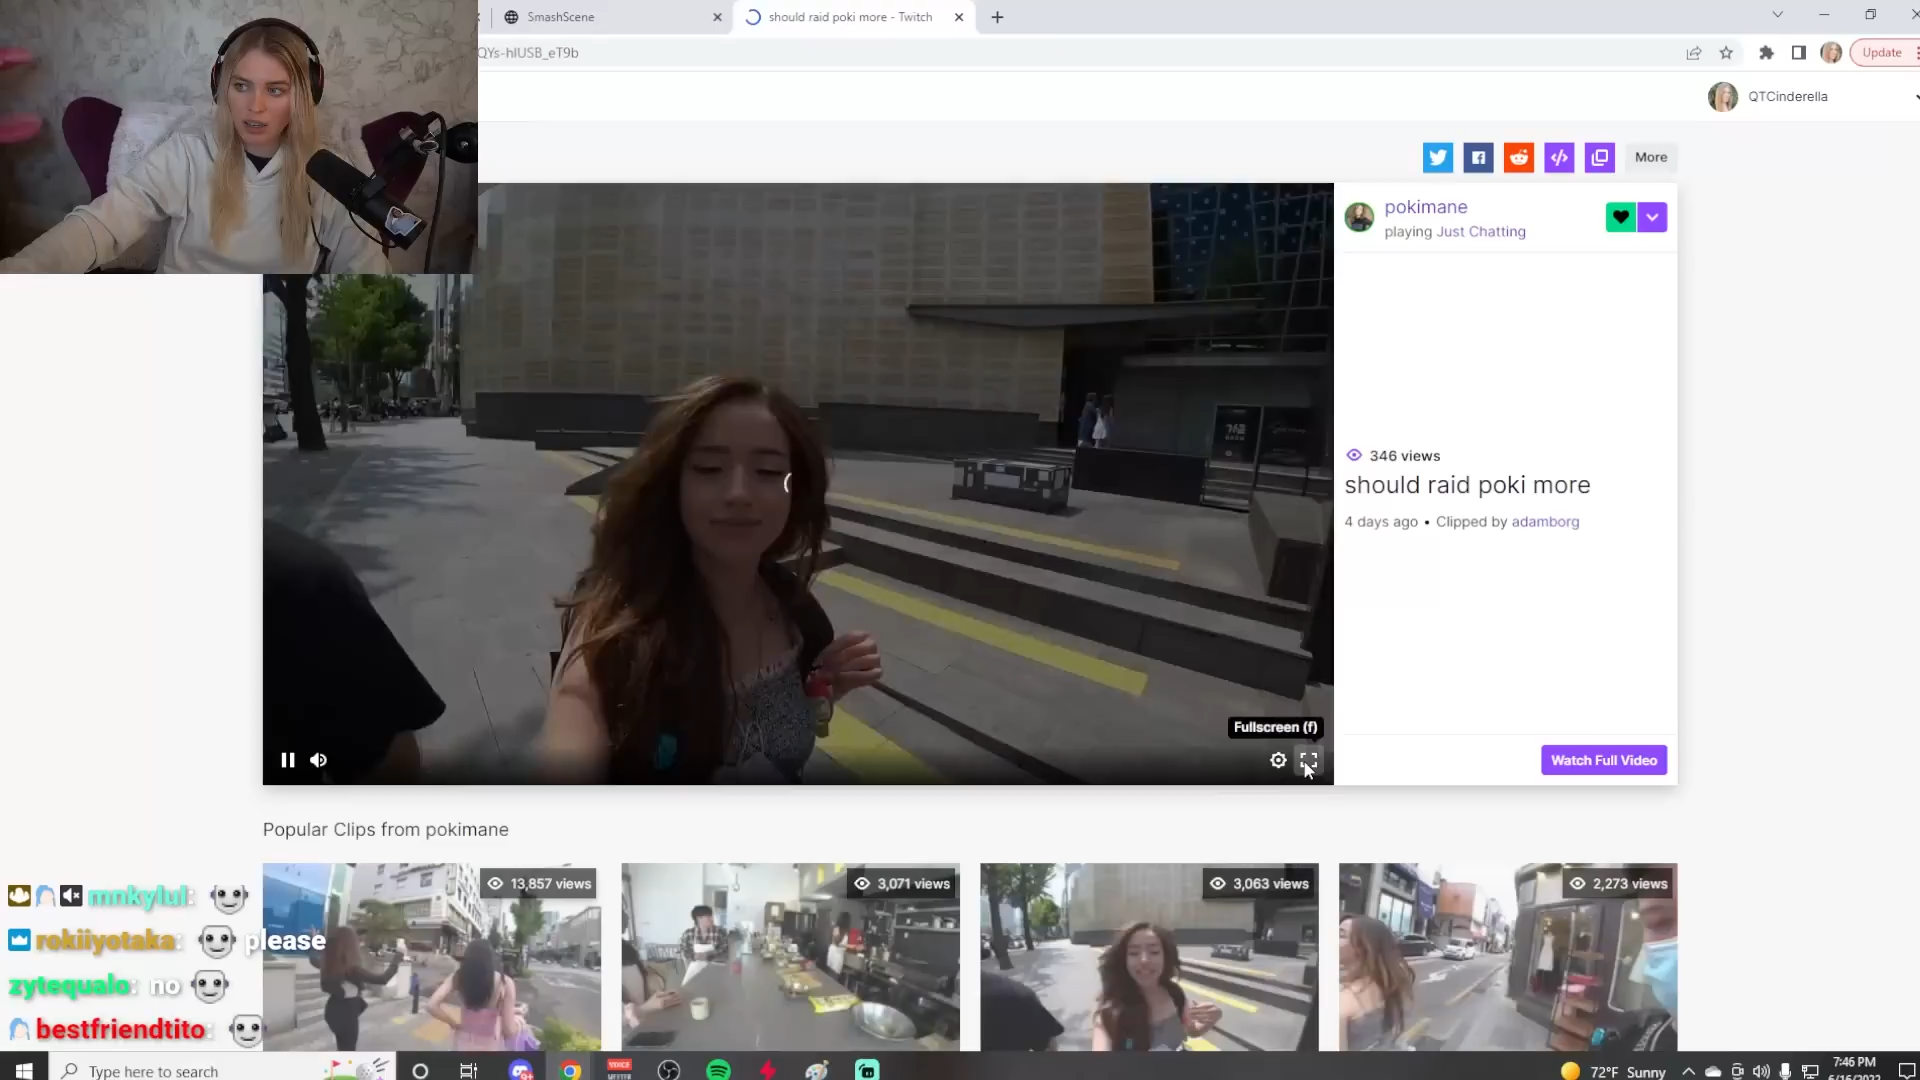 SmashScene
should raid poki more - Twitch
QYs-hlUSB_eT9b
Update
QTCinderella
More
pokimane
playing Just Chatting
346 views
should raid poki more
4 days ago • Clipped by adamborg
Fullscreen (f)
Watch Full Video
Popular Clips from pokimane
13,857 views
3,071 views
3,063 views
2,273 views
mnkylul:
rokiiyotaka: please
zytequalo: no
bestfriendtito:
Type here to search
72°F Sunny
7:46 PM